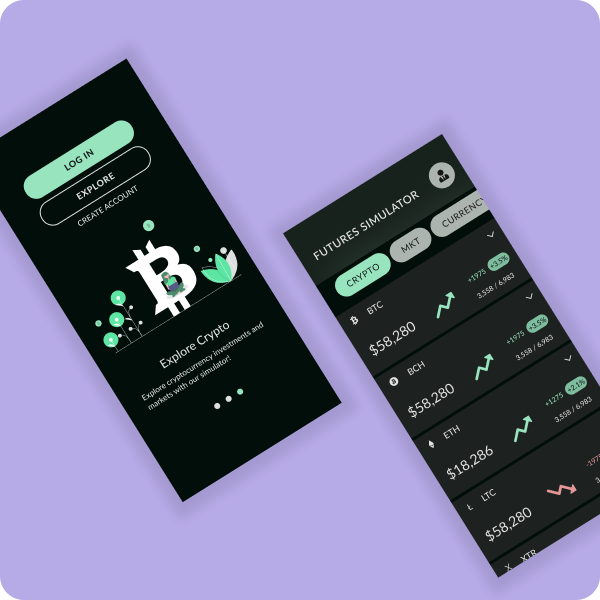 LOG IN
EXPLORE
CREATE ACCOUNT
Explore Crypto
Explore cryptocurrency investments and
markets with our simulator!
FUTURES SIMULATOR
CRYPTO MKT CURRENCY
BTC
$58,280
+1975 +3.5%
3,558 / 6,983
BCH
$58,280
+1975 +3.5%
3,558 / 6,983
ETH
$18,286
+1275 +2.1%
3,558 / 6,983
Ł LTC
$58,280
-197
3,
X XTR